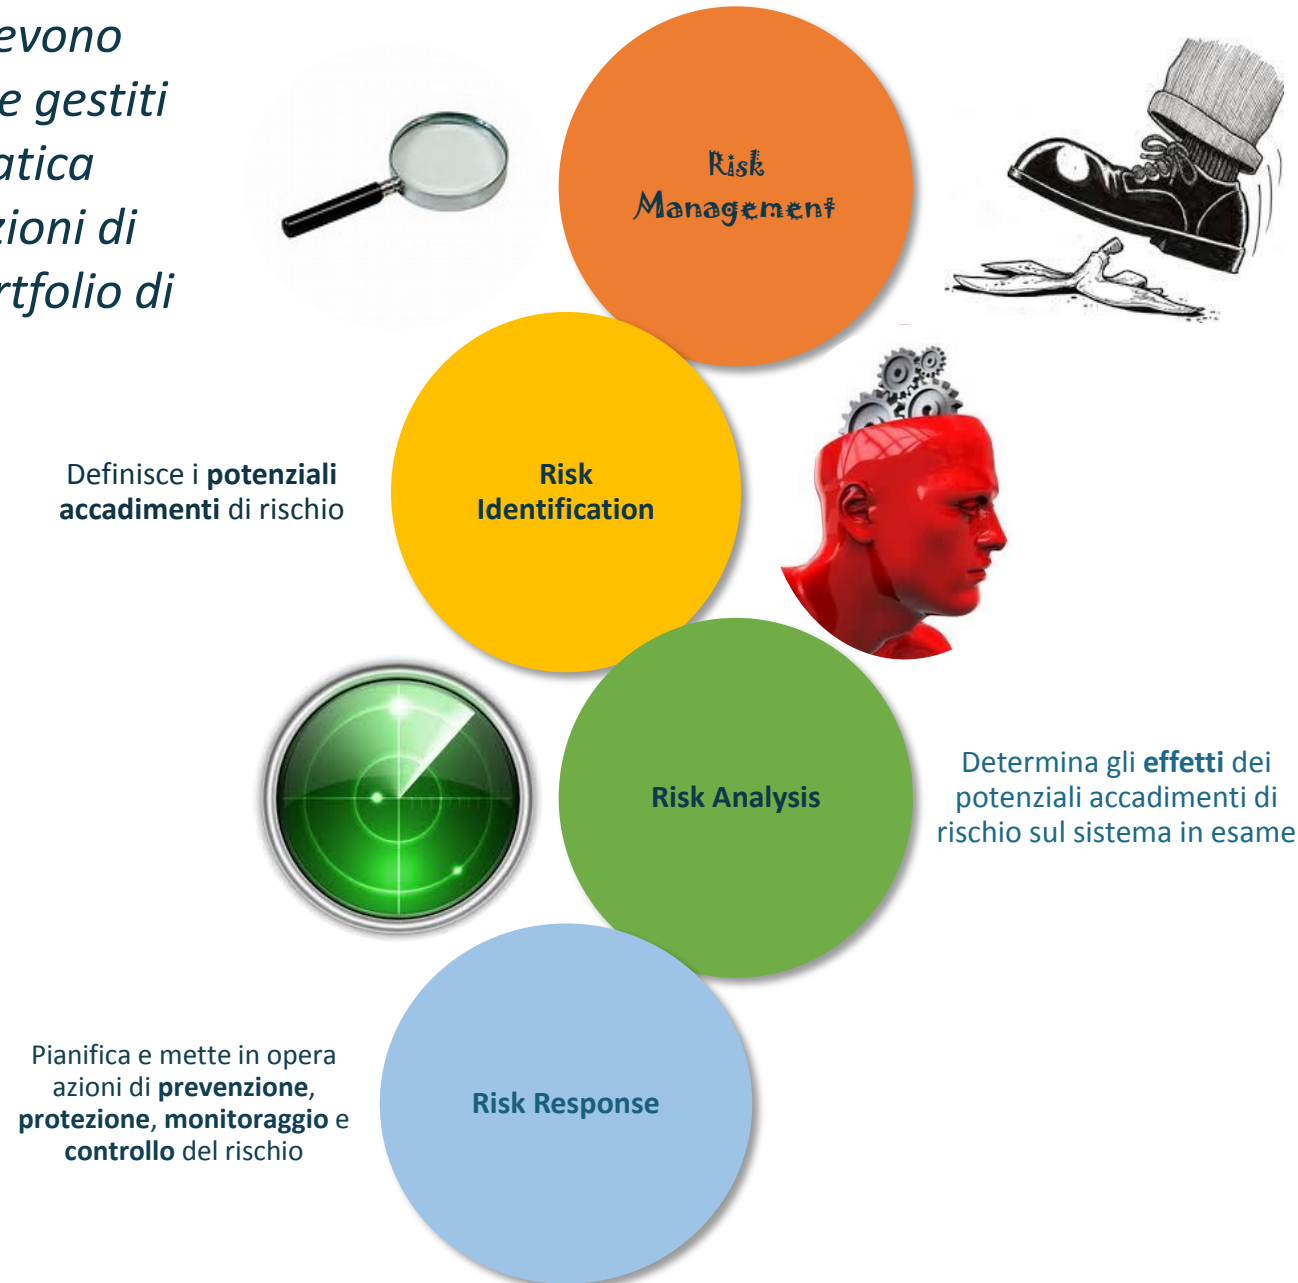 evono
e gestiti
atica
zioni di
rtfolio di
Risk
Management
Definisce i potenziali
accadimenti di rischio
Risk
Identification
Risk Analysis
Determina gli effetti dei
potenziali accadimenti di
rischio sul sistema in esame
Pianifica e mette in opera
azioni di prevenzione,
protezione, monitoraggio e
controllo del rischio
Risk Response